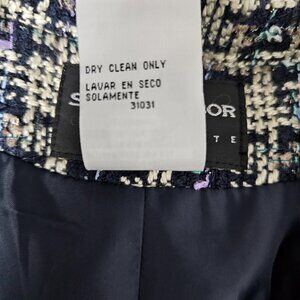 DRY CLEAN ONLY
LAVAR EN SECO
SOLAMENTE
31031